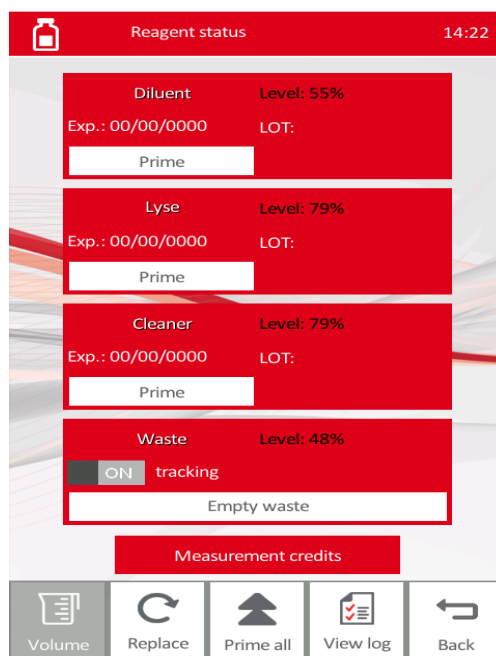 Reagent status 14:22
Diluent Level: 55%
Exp.: 00/00/0000 LOT:
Prime
Lyse Level: 79%
Exp.: 00/00/0000 LOT:
Prime
Cleaner Level: 79%
Exp.: 00/00/0000 LOT:
Prime
Waste Level: 48%
ON tracking
Empty waste
Measurement credits
Volume Replace Prime all View log Back